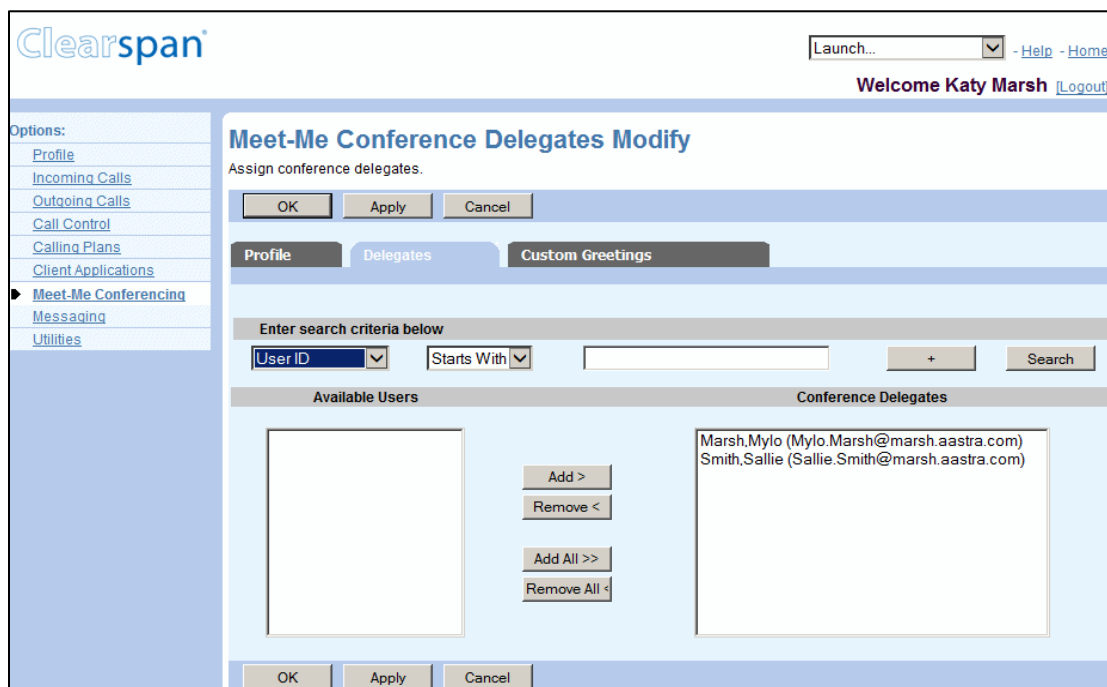 Clearspan®
Launch... - Help - Home
Welcome Katy Marsh [Logout]
Options:
Profile
Incoming Calls
Outgoing Calls
Call Control
Calling Plans
Client Applications
Meet-Me Conferencing
Messaging
Utilities
Meet-Me Conference Delegates Modify
Assign conference delegates.
OK Apply Cancel
Profile Delegates Custom Greetings
Enter search criteria below
User ID Starts With + Search
Available Users Conference Delegates
Marsh,Mylo (Mylo.Marsh@marsh.aastra.com)
Smith,Sallie (Sallie.Smith@marsh.aastra.com)
Add >
Remove <
Add All >>
Remove All <
OK Apply Cancel